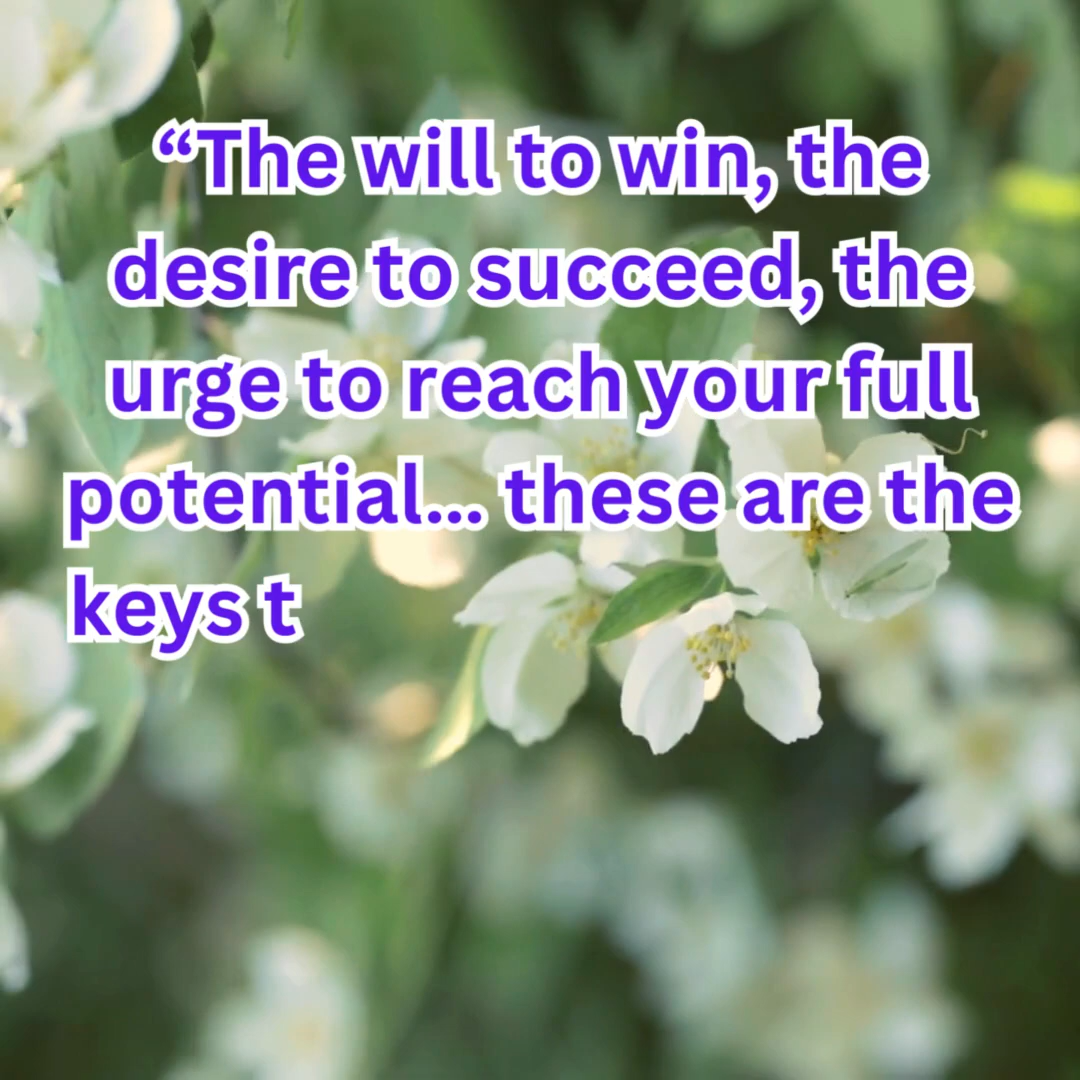 “The will to win, the
desire to succeed, the
urge to reach your full
potential... these are the
keys t